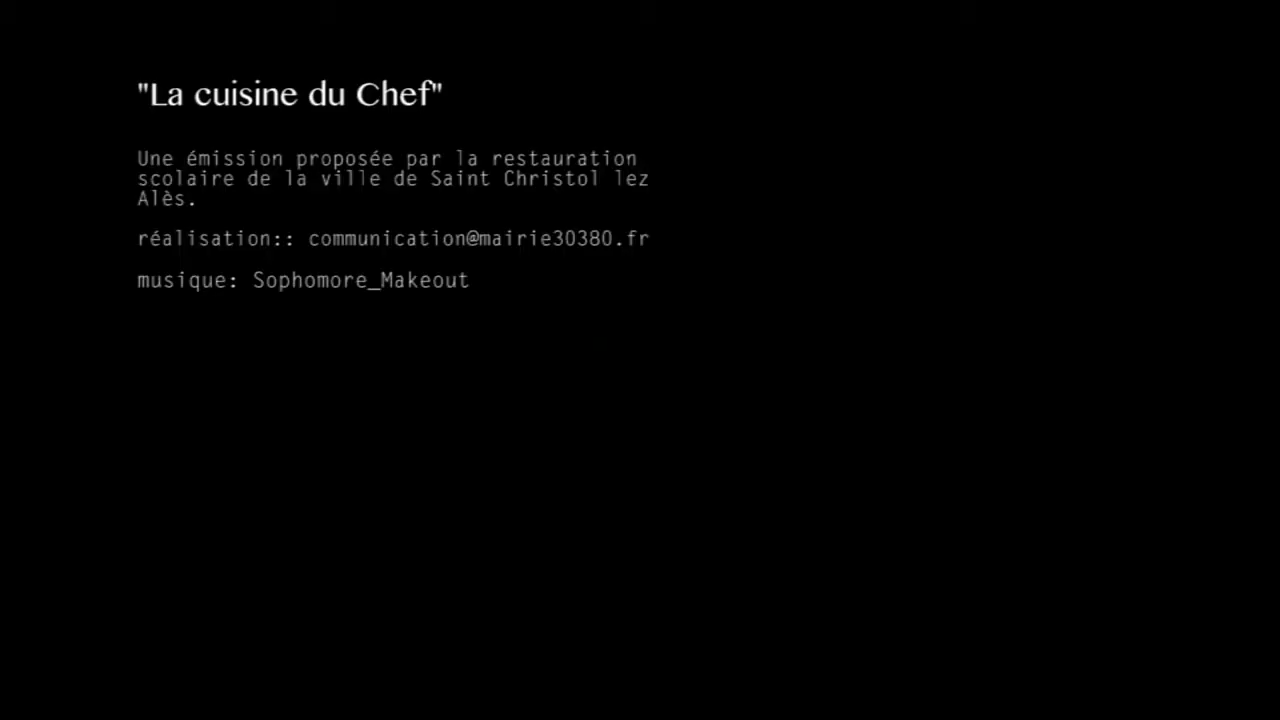 "La cuisine du Chef"
Une émission proposée par la restauration
scolaire de la ville de Saint Christol lez
Alès.
réalisation:: communication@mairie30380.fr
musique: Sophomore_Makeout